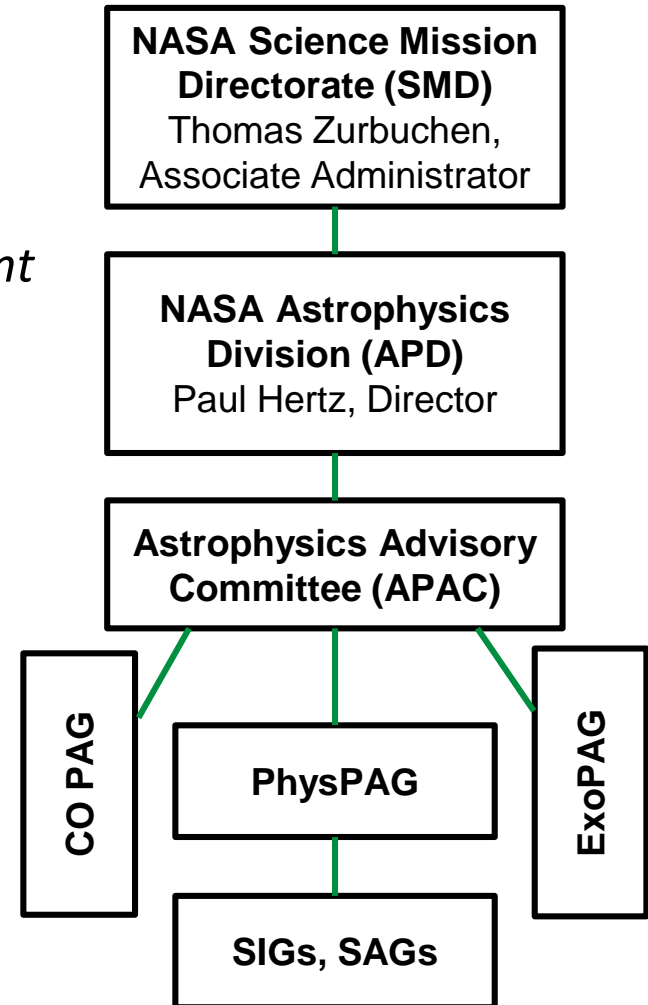 NASA Science Mission
Directorate (SMD)
Thomas Zurbuchen,
Associate Administrator
nt
NASA Astrophysics
Division (APD)
Paul Hertz, Director
Astrophysics Advisory
Committee (APAC)
CO PAG
PhysPAG
ExoPAG
SIGs, SAGs